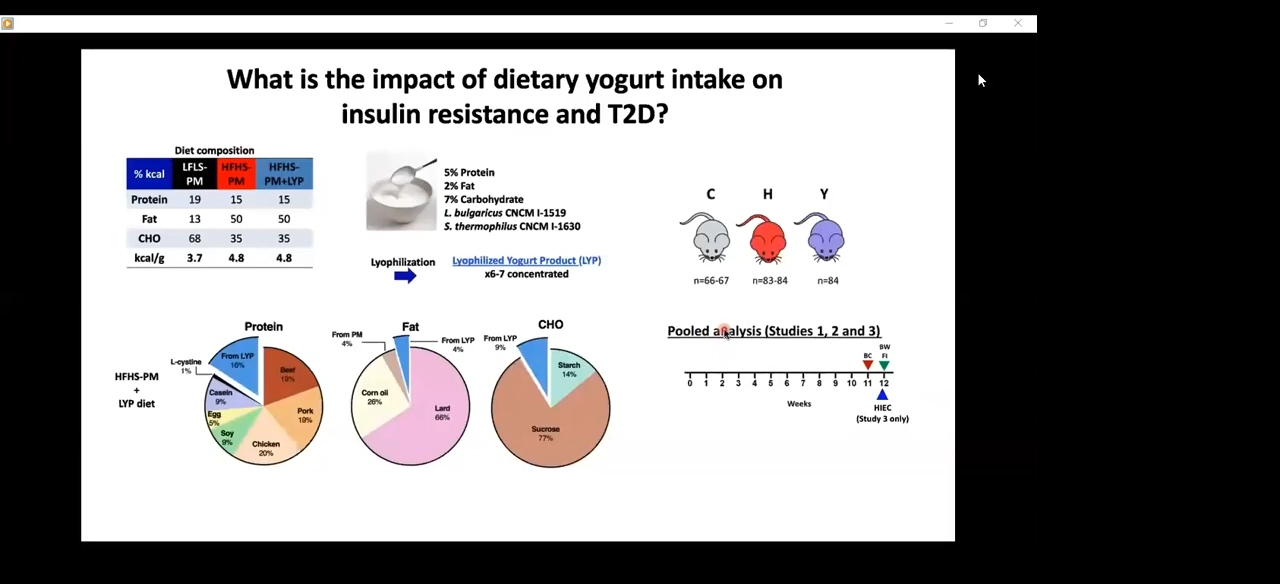 What is the impact of dietary yogurt intake on
insulin resistance and T2D?
Diet composition
% kcal LFLS-PM HFHS-PM HFHS-PM+LYP
Protein 19 15 15
Fat 13 50 50
CHO 68 35 35
kcal/g 3.7 4.8 4.8
5% Protein
2% Fat
7% Carbohydrate
L. bulgaricus CNCM I-1519
S. thermophilus CNCM I-1630
Lyophilization
Lyophilized Yogurt Product (LYP)
x6-7 concentrated
C H Y
n=66-67 n=83-84 n=84
HFHS-PM
+
LYP diet
Protein
From LYP
16%
L-cystine
1%
Beef
19%
Casein
9%
Egg
5%
Pork
19%
Soy
9%
Chicken
20%
Fat
From PM
4%
From LYP
4%
Corn oil
26%
Lard
66%
CHO
From LYP
9%
Starch
14%
Sucrose
77%
Pooled analysis (Studies 1, 2 and 3)
BW
BC FI
0 1 2 3 4 5 6 7 8 9 10 11 12
Weeks
HIEC
(Study 3 only)